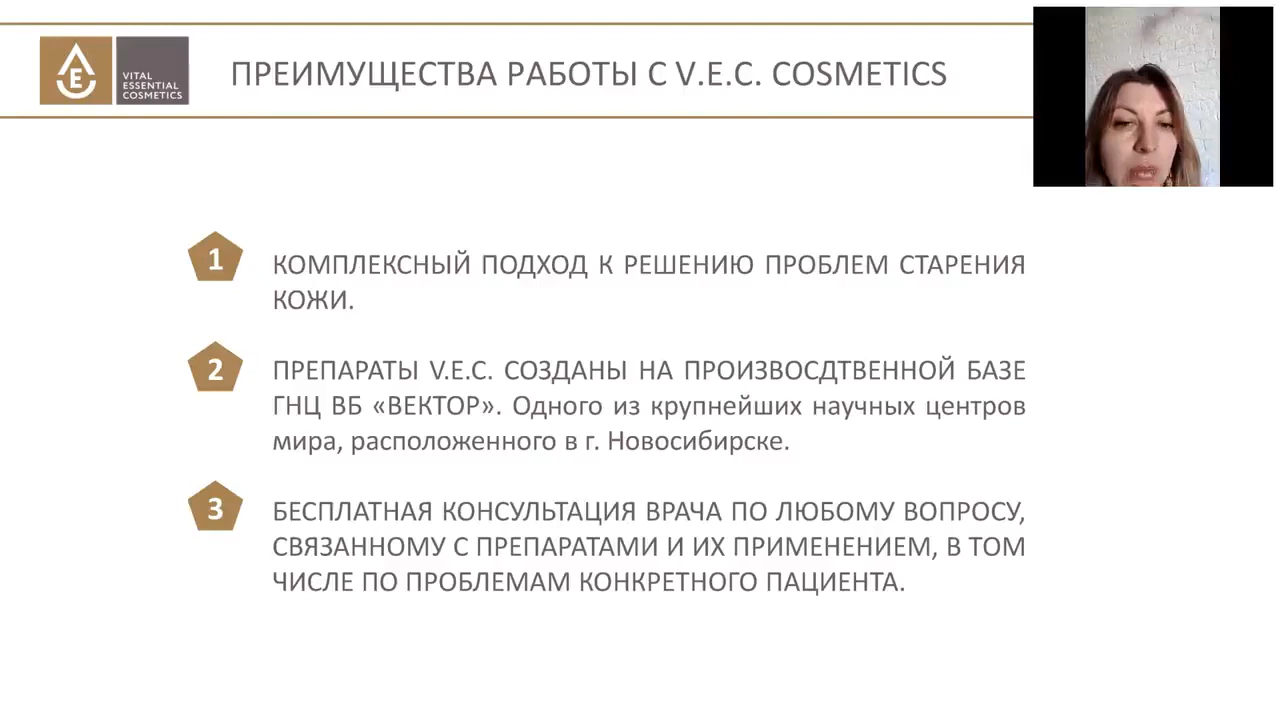 E
VITAL
ESSENTIAL
COSMETICS
ПРЕИМУЩЕСТВА РАБОТЫ С V.E.C. COSMETICS
1
КОМПЛЕКСНЫЙ ПОДХОД К РЕШЕНИЮ ПРОБЛЕМ СТАРЕНИЯ
КОЖИ.
2
ПРЕПАРАТЫ V.E.C. СОЗДАНЫ НА ПРОИЗВОСДТВЕННОЙ БАЗЕ
ГНЦ ВБ «ВЕКТОР». Одного из крупнейших научных центров
мира, расположенного в г. Новосибирске.
3
БЕСПЛАТНАЯ КОНСУЛЬТАЦИЯ ВРАЧА ПО ЛЮБОМУ ВОПРОСУ,
СВЯЗАННОМУ С ПРЕПАРАТАМИ И ИХ ПРИМЕНЕНИЕМ, В ТОМ
ЧИСЛЕ ПО ПРОБЛЕМАМ КОНКРЕТНОГО ПАЦИЕНТА.